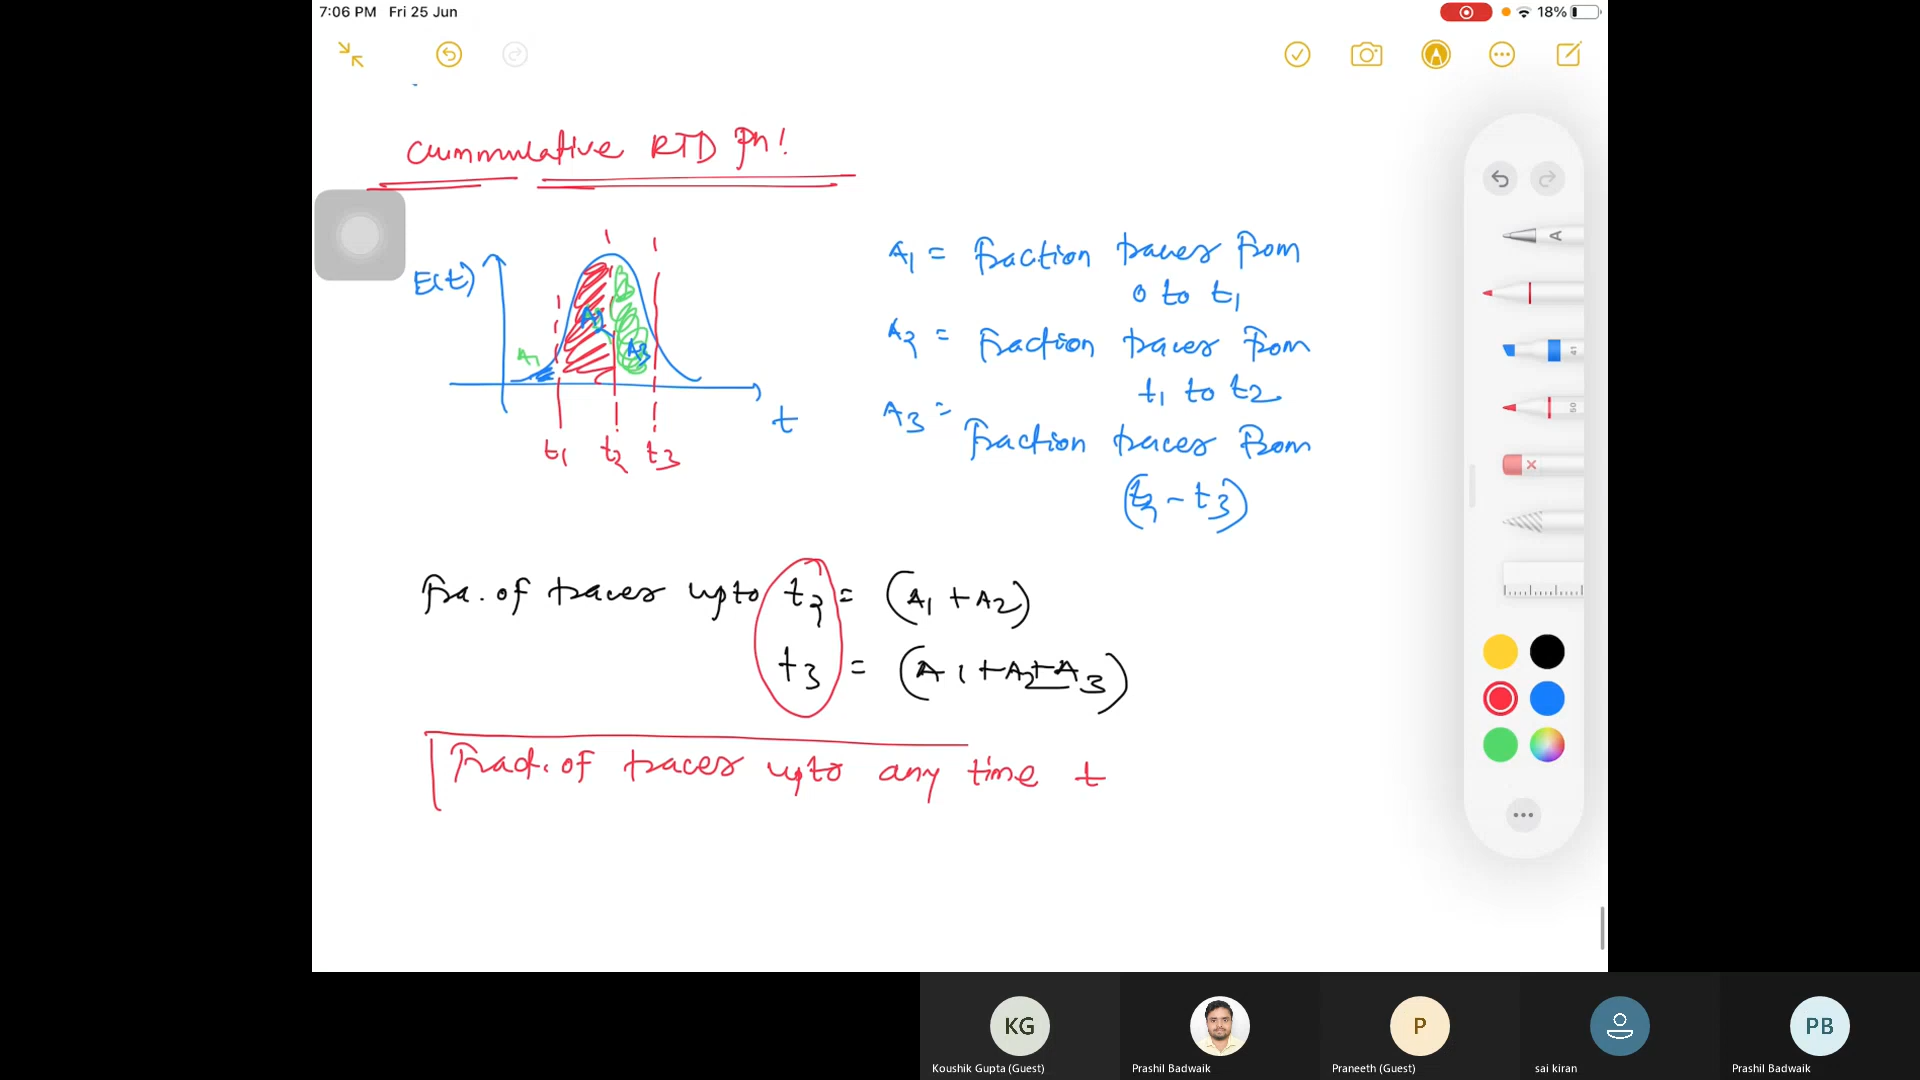 7:06 PM Fri 25 Jun
18%
Cummulative RTD Fn!
E(t)
A1
A2
A3
t
t1 t2 t3
A1 = fraction tracer from
0 to t1
A2 = fraction tracer from
t1 to t2
A3 =
fraction tracer from
(t2 - t3)
Fra. of tracer upto t2 = (A1 + A2)
t3 = (A1 + A2 + A3)
Fract. of tracer upto any time t
A
41
50
KG
P
PB
Koushik Gupta (Guest)
Prashil Badwaik
Praneeth (Guest)
sai kiran
Prashil Badwaik